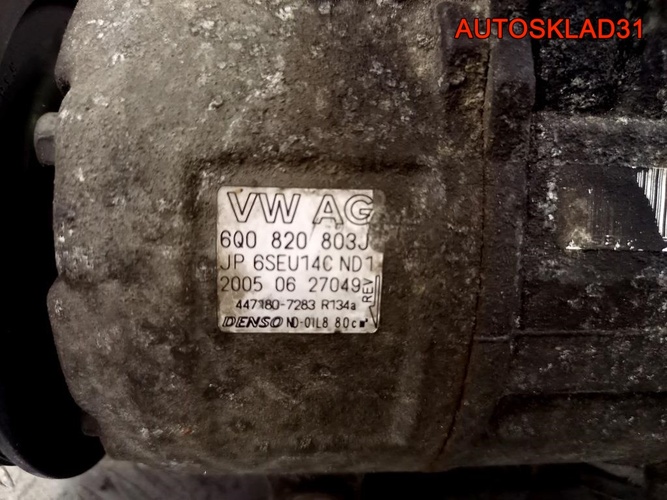 AUTOSKLAD31
VW AG
6Q0 820 803J
JP 6SEU14C ND1
2005 06 27049
REV
447180-7283 R134a
DENSO ND-OIL8 80cm³